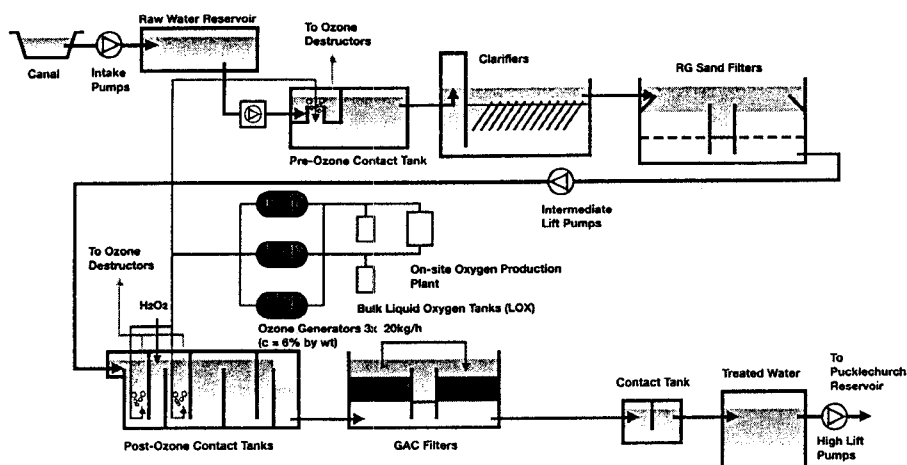 Raw Water Reservoir
To Ozone
Destructors
Canal
Intake
Pumps
Clarifiers
RG Sand Filters
Pre-Ozone Contact Tank
Intermediate
Lift Pumps
To Ozone
Destructors
H2O2
On-site Oxygen Production
Plant
Bulk Liquid Oxygen Tanks (LOX)
Ozone Generators 3x 20kg/h
(c = 6% by wt)
Post-Ozone Contact Tanks
GAC Filters
Contact Tank
Treated Water
To
Pucklechurch
Reservoir
High Lift
Pumps